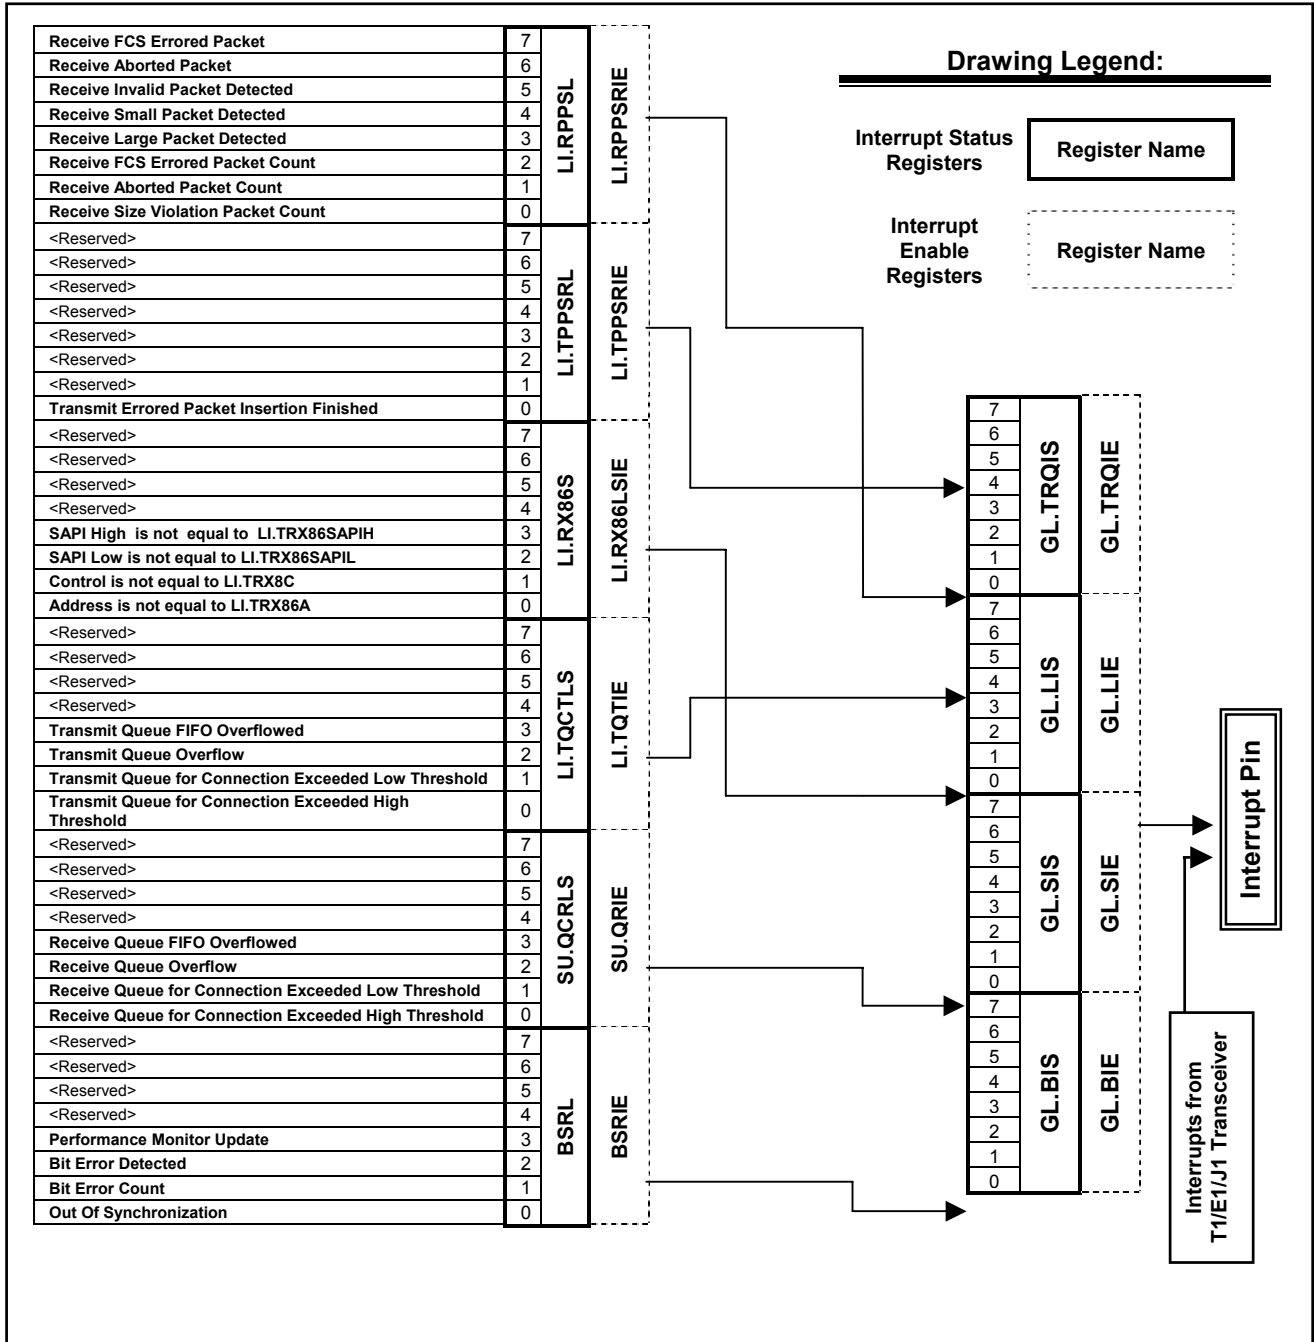 Receive FCS Errored Packet 7
Receive Aborted Packet 6
Receive Invalid Packet Detected 5
Receive Small Packet Detected 4
Receive Large Packet Detected 3
Receive FCS Errored Packet Count 2
Receive Aborted Packet Count 1
Receive Size Violation Packet Count 0
LI.RPPSL
LI.RPPSRIE
<Reserved> 7
<Reserved> 6
<Reserved> 5
<Reserved> 4
<Reserved> 3
<Reserved> 2
<Reserved> 1
Transmit Errored Packet Insertion Finished 0
LI.TPPSRL
LI.TPPSRIE
<Reserved> 7
<Reserved> 6
<Reserved> 5
<Reserved> 4
SAPI High is not equal to LI.TRX86SAPIH 3
SAPI Low is not equal to LI.TRX86SAPIL 2
Control is not equal to LI.TRX8C 1
Address is not equal to LI.TRX86A 0
LI.RX86S
LI.RX86LSIE
<Reserved> 7
<Reserved> 6
<Reserved> 5
<Reserved> 4
Transmit Queue FIFO Overflowed 3
Transmit Queue Overflow 2
Transmit Queue for Connection Exceeded Low Threshold 1
Transmit Queue for Connection Exceeded High
Threshold 0
LI.TQCTLS
LI.TQTIE
<Reserved> 7
<Reserved> 6
<Reserved> 5
<Reserved> 4
Receive Queue FIFO Overflowed 3
Receive Queue Overflow 2
Receive Queue for Connection Exceeded Low Threshold 1
Receive Queue for Connection Exceeded High Threshold 0
SU.QCRLS
SU.QRIE
<Reserved> 7
<Reserved> 6
<Reserved> 5
<Reserved> 4
Performance Monitor Update 3
Bit Error Detected 2
Bit Error Count 1
Out Of Synchronization 0
BSRL
BSRIE
Drawing Legend:
Interrupt Status
Registers
Register Name
Interrupt
Enable
Registers
Register Name
7
6
5
4
3
2
1
0
GL.TRQIS
GL.TRQIE
7
6
5
4
3
2
1
0
GL.LIS
GL.LIE
7
6
5
4
3
2
1
0
GL.SIS
GL.SIE
7
6
5
4
3
2
1
0
GL.BIS
GL.BIE
Interrupt Pin
Interrupts from
T1/E1/J1 Transceiver